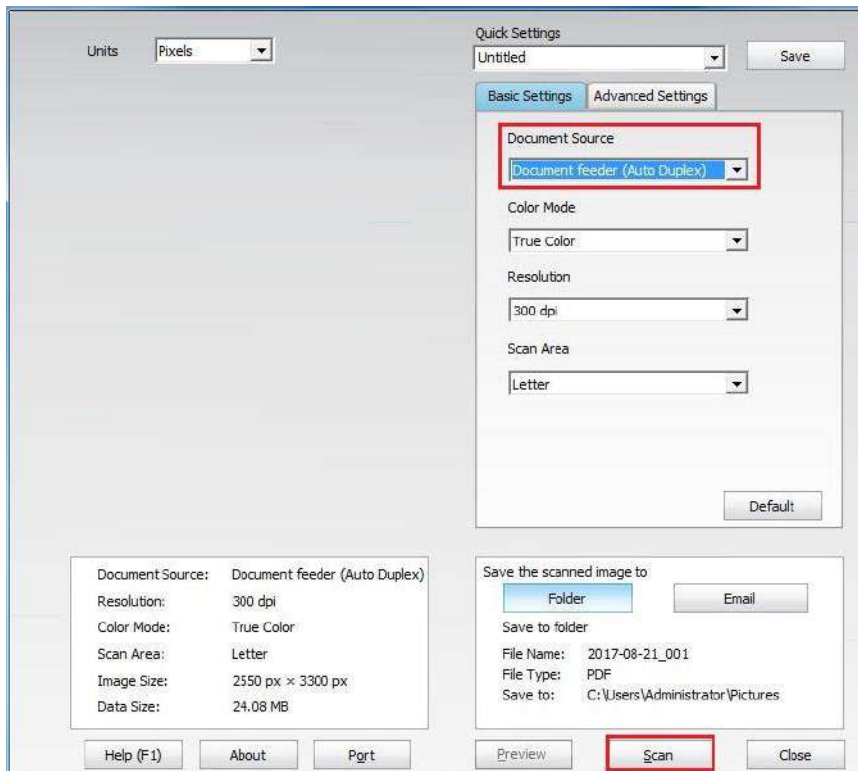 Units
Pixels
Quick Settings
Untitled
Save
Basic Settings
Advanced Settings
Document Source
Document feeder (Auto Duplex)
Color Mode
True Color
Resolution
300 dpi
Scan Area
Letter
Default
Document Source: Document feeder (Auto Duplex)
Resolution: 300 dpi
Color Mode: True Color
Scan Area: Letter
Image Size: 2550 px × 3300 px
Data Size: 24.08 MB
Save the scanned image to
Folder
Email
Save to folder
File Name: 2017-08-21_001
File Type: PDF
Save to: C:\Users\Administrator\Pictures
Help (F1)
About
Port
Preview
Scan
Close